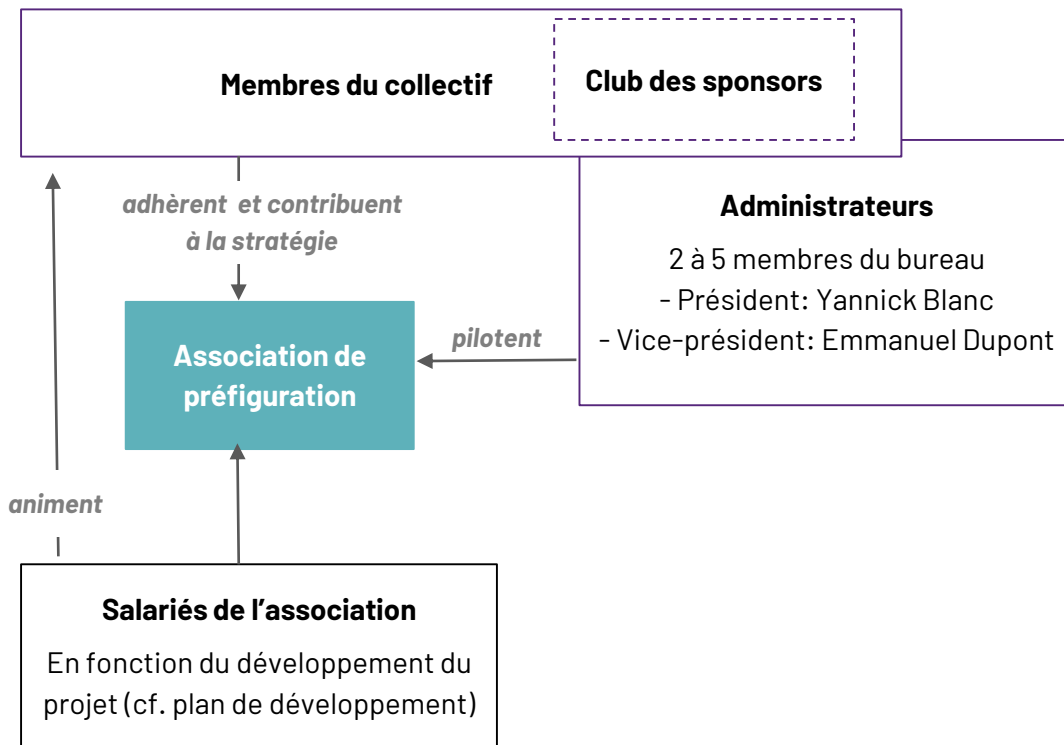 Membres du collectif
Club des sponsors
adhèrent et contribuent
à la stratégie
Administrateurs
2 à 5 membres du bureau
- Président: Yannick Blanc
- Vice-président: Emmanuel Dupont
pilotent
Association de
préfiguration
animent
Salariés de l’association
En fonction du développement du
projet (cf. plan de développement)